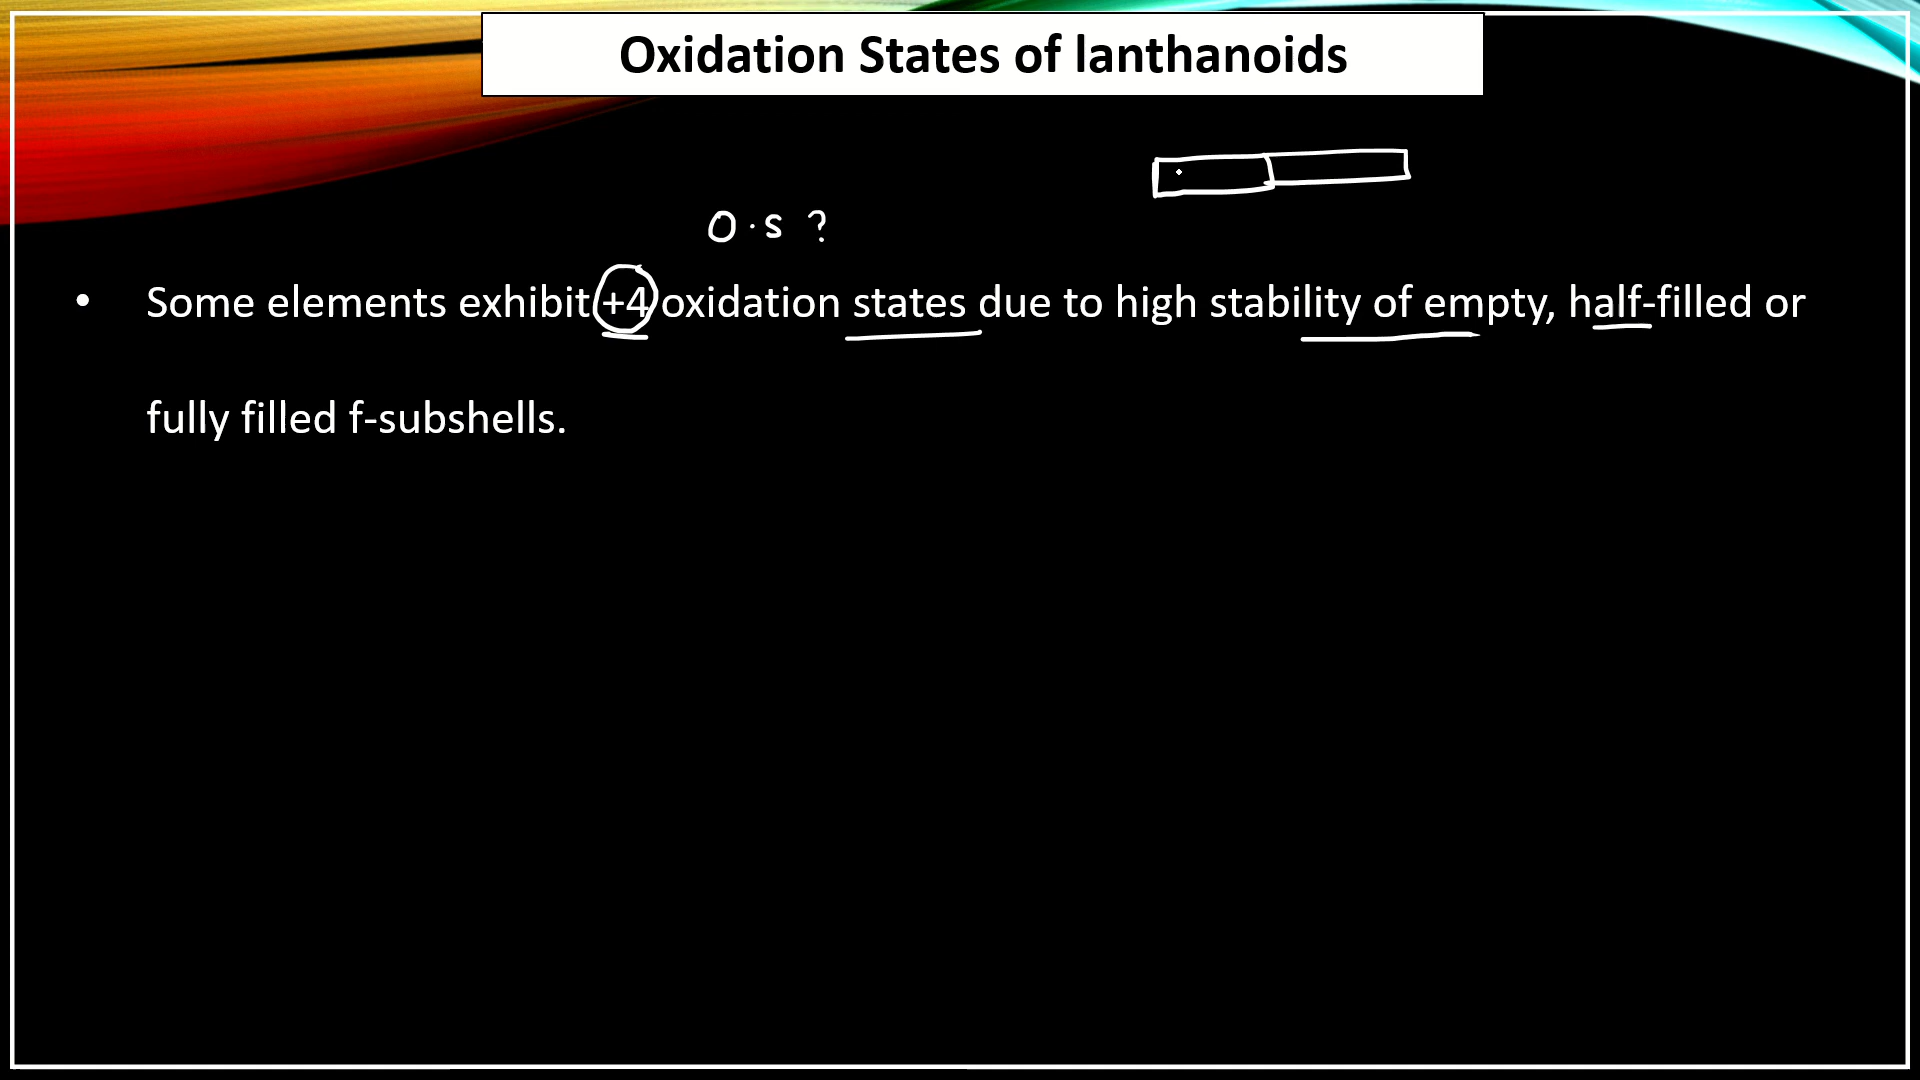 Oxidation States of lanthanoids
O.S ?
• Some elements exhibit +4 oxidation states due to high stability of empty, half-filled or
fully filled f-subshells.